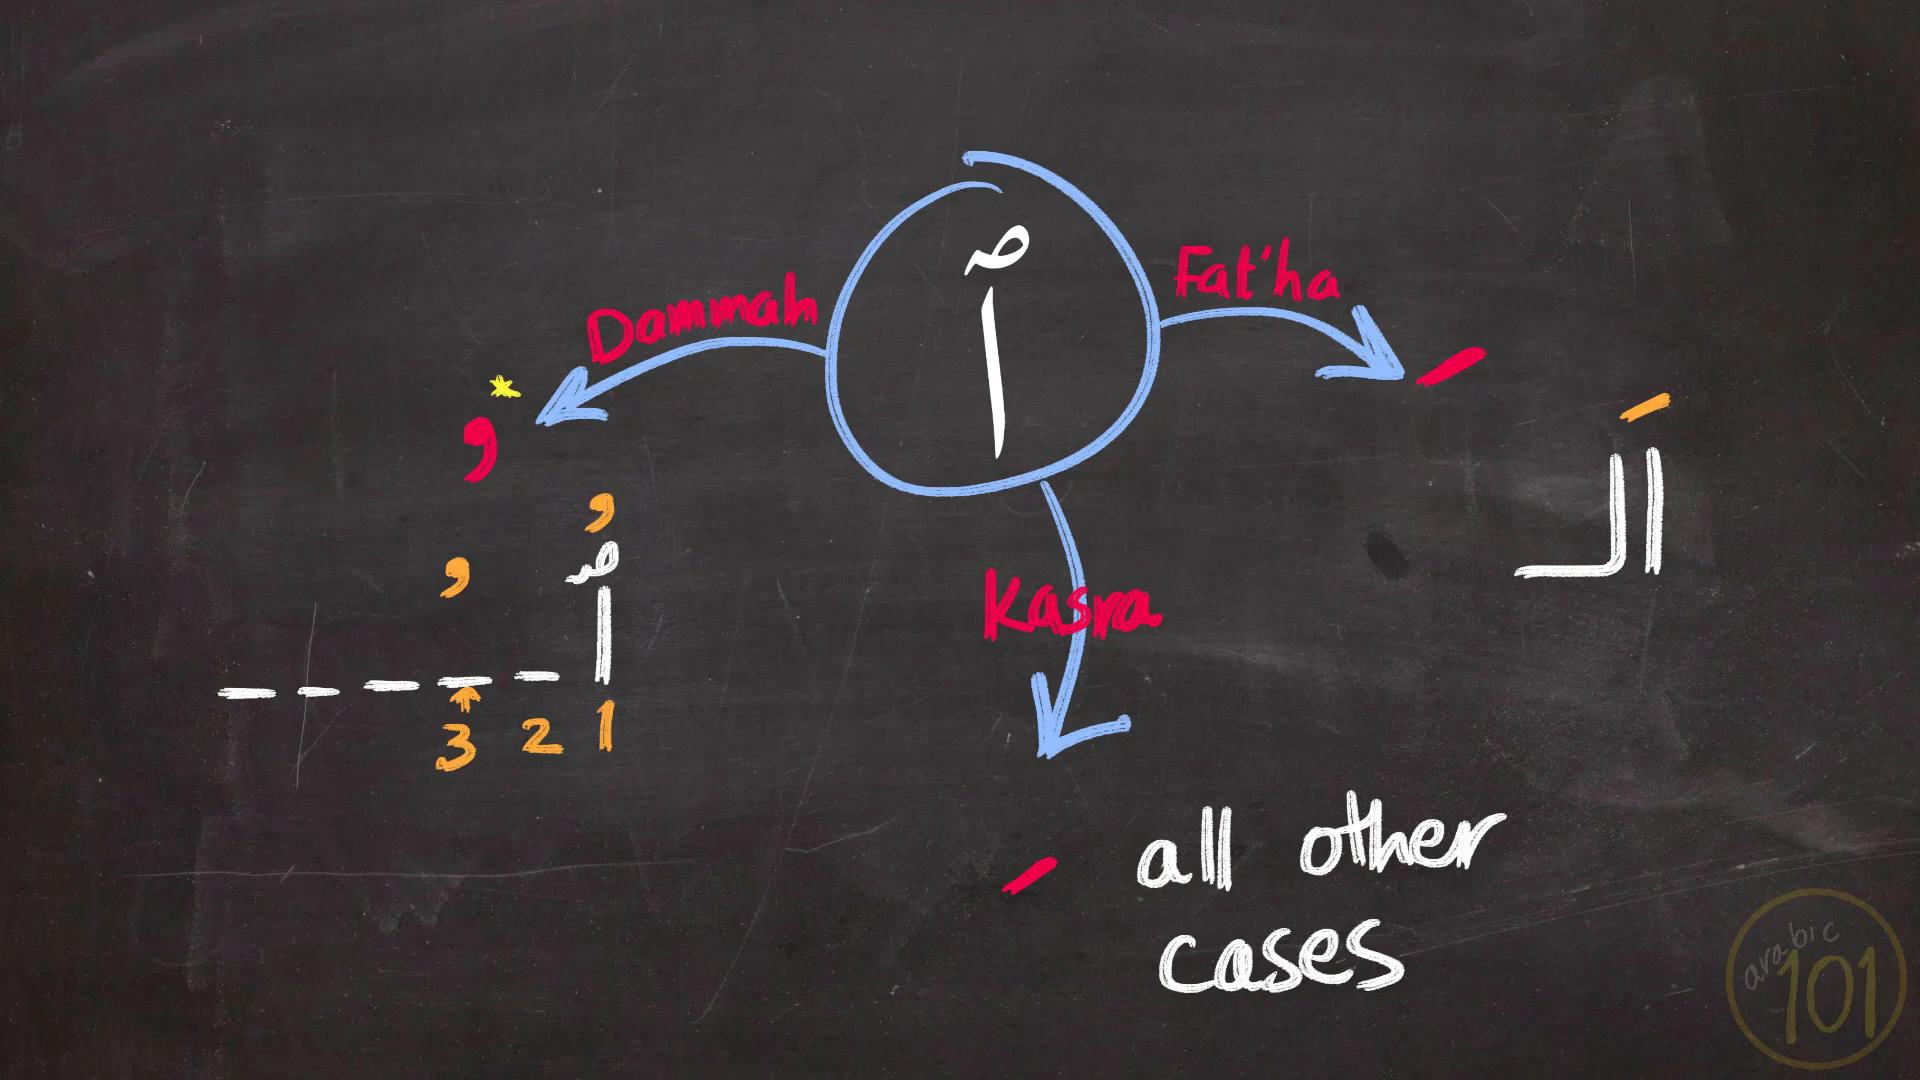 ٱ
Fat'ha
Dammah
َ
*
ُ
اَلـ
ٱُ _ _ُ _ _ _
1 2 3
Kasra
ِ
all other
cases
arabic
101